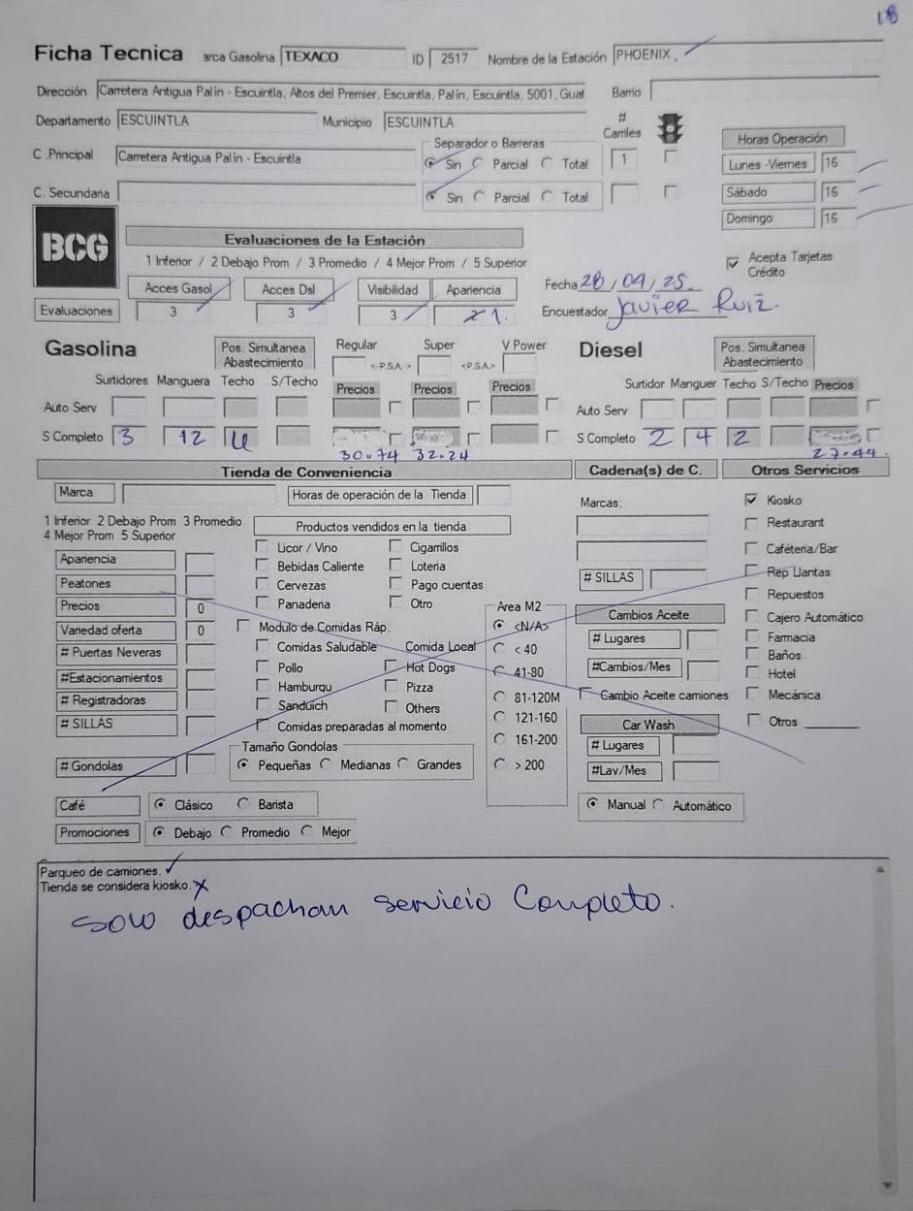 18
Ficha Tecnica arca Gasolina TEXACO ID 2517 Nombre de la Estación PHOENIX
Dirección Carretera Antigua Palín - Escuintla, Altos del Premier, Escuintla, Palín, Escuintla, 5001, Guat Barrio
Departamento ESCUINTLA Municipio ESCUINTLA # Carriles
Separador o Barreras Horas Operación
C .Principal Carretera Antigua Palín - Escuintla Sin Parcial Total 1 Lunes -Viernes 16
C. Secundaria Sin Parcial Total Sábado 16
Domingo 16
BCG Evaluaciones de la Estación
1 Inferior / 2 Debajo Prom / 3 Promedio / 4 Mejor Prom / 5 Superior Acepta Tarjetas Crédito
Acces Gasol Acces Dsl Visibilidad Apariencia Fecha 28/04/25
Evaluaciones 3 3 3 1. Encuestador Javier Ruiz.
Gasolina Pos. Simultanea Abastecimiento Regular Super V Power Diesel Pos. Simultanea Abastecimiento
<-P.S.A.-> <P.S.A.>
Surtidores Manguera Techo S/Techo Precios Precios Precios Surtidor Manguer Techo S/Techo Precios
Auto Serv Auto Serv
S Completo 3 12 4 S Completo 2 4 2
30.74 32.24 27.44.
Tienda de Conveniencia Cadena(s) de C. Otros Servicios
Marca Horas de operación de la Tienda Marcas: Kiosko
1 Inferior 2 Debajo Prom 3 Promedio Productos vendidos en la tienda Restaurant
4 Mejor Prom 5 Superior
Licor / Vino Cigarrillos Caféteria/Bar
Apariencia Bebidas Caliente Loteria Rep Llantas
Peatones Cervezas Pago cuentas # SILLAS Repuestos
Precios 0 Panaderia Otro Area M2 Cambios Aceite Cajero Automático
Variedad oferta 0 Modulo de Comidas Ráp. <N/A> # Lugares Farmacia
# Puertas Neveras Comidas Saludable Comida Local < 40 Baños
#Estacionamientos Pollo Hot Dogs 41-80 #Cambios/Mes Hotel
# Registradoras Hamburqu Pizza 81-120M Cambio Aceite camiones Mecánica
# SILLAS Sandüich Others 121-160 Car Wash Otros
Comidas preparadas al momento 161-200 # Lugares
Tamaño Gondolas
# Gondolas Pequeñas Medianas Grandes > 200 #Lav/Mes
Café Clásico Barista Manual Automático
Promociones Debajo Promedio Mejor
Parqueo de camiones.
Tienda se considera kiosko.
Solo despachan servicio Completo.